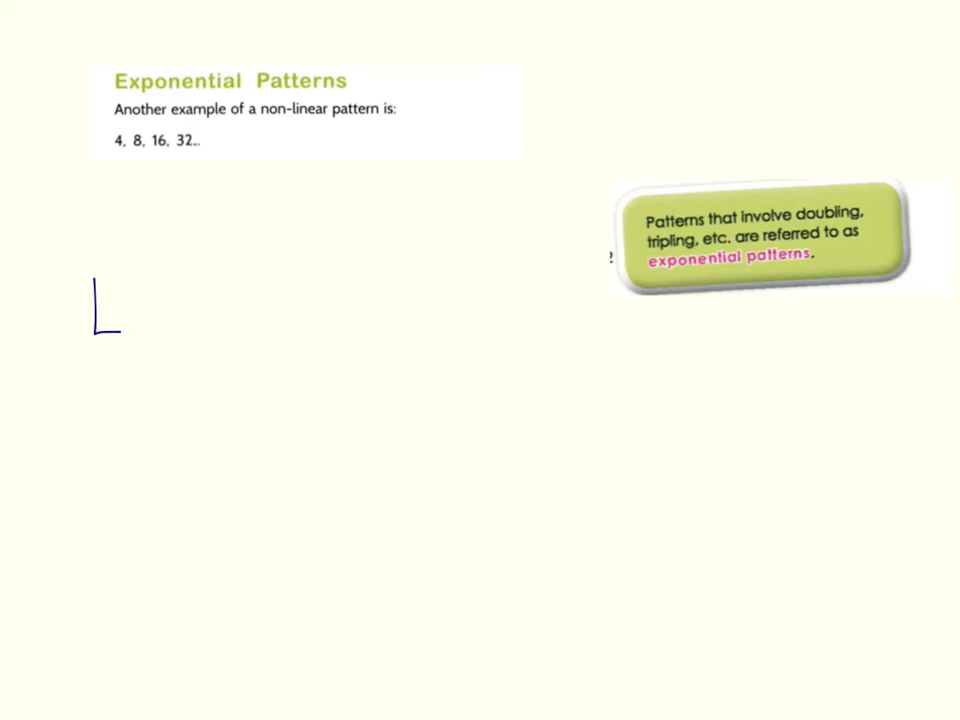 Exponential Patterns
Another example of a non-linear pattern is:
4, 8, 16, 32...
Patterns that involve doubling,
tripling, etc. are referred to as
exponential patterns.
L